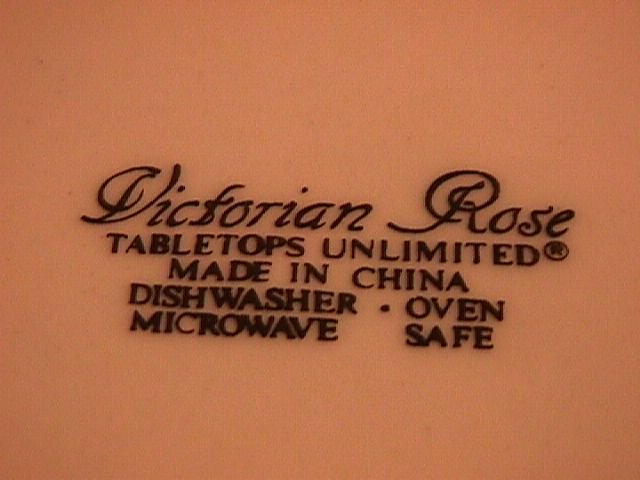 Victorian Rose
TABLETOPS UNLIMITED®
MADE IN CHINA
DISHWASHER · OVEN
MICROWAVE SAFE